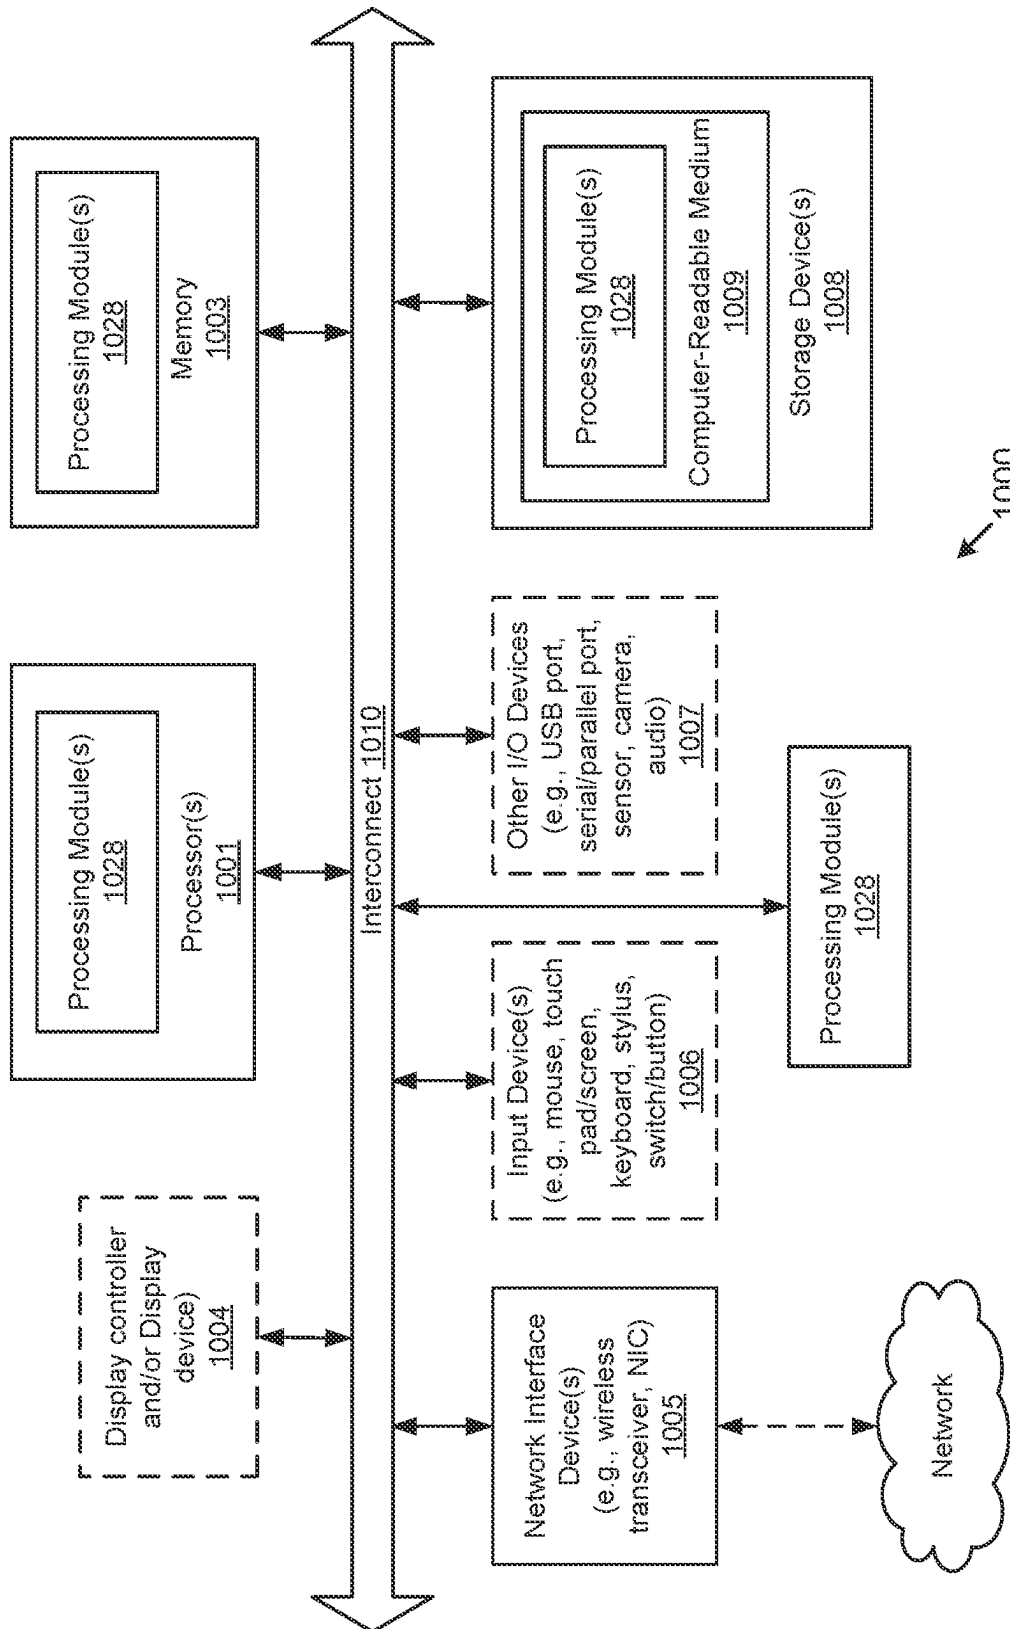 Display controller
and/or Display
device)
1004
Processing Module(s)
1028
Processor(s)
1001
Processing Module(s)
1028
Memory
1003
Interconnect 1010
Network Interface
Device(s)
(e.g., wireless
transceiver, NIC)
1005
Input Device(s)
(e.g., mouse, touch
pad/screen,
keyboard, stylus,
switch/button)
1006
Other I/O Devices
(e.g., USB port,
serial/parallel port,
sensor, camera,
audio)
1007
Processing Module(s)
1028
Computer-Readable Medium
1009
Storage Device(s)
1008
Network
Processing Module(s)
1028
1000